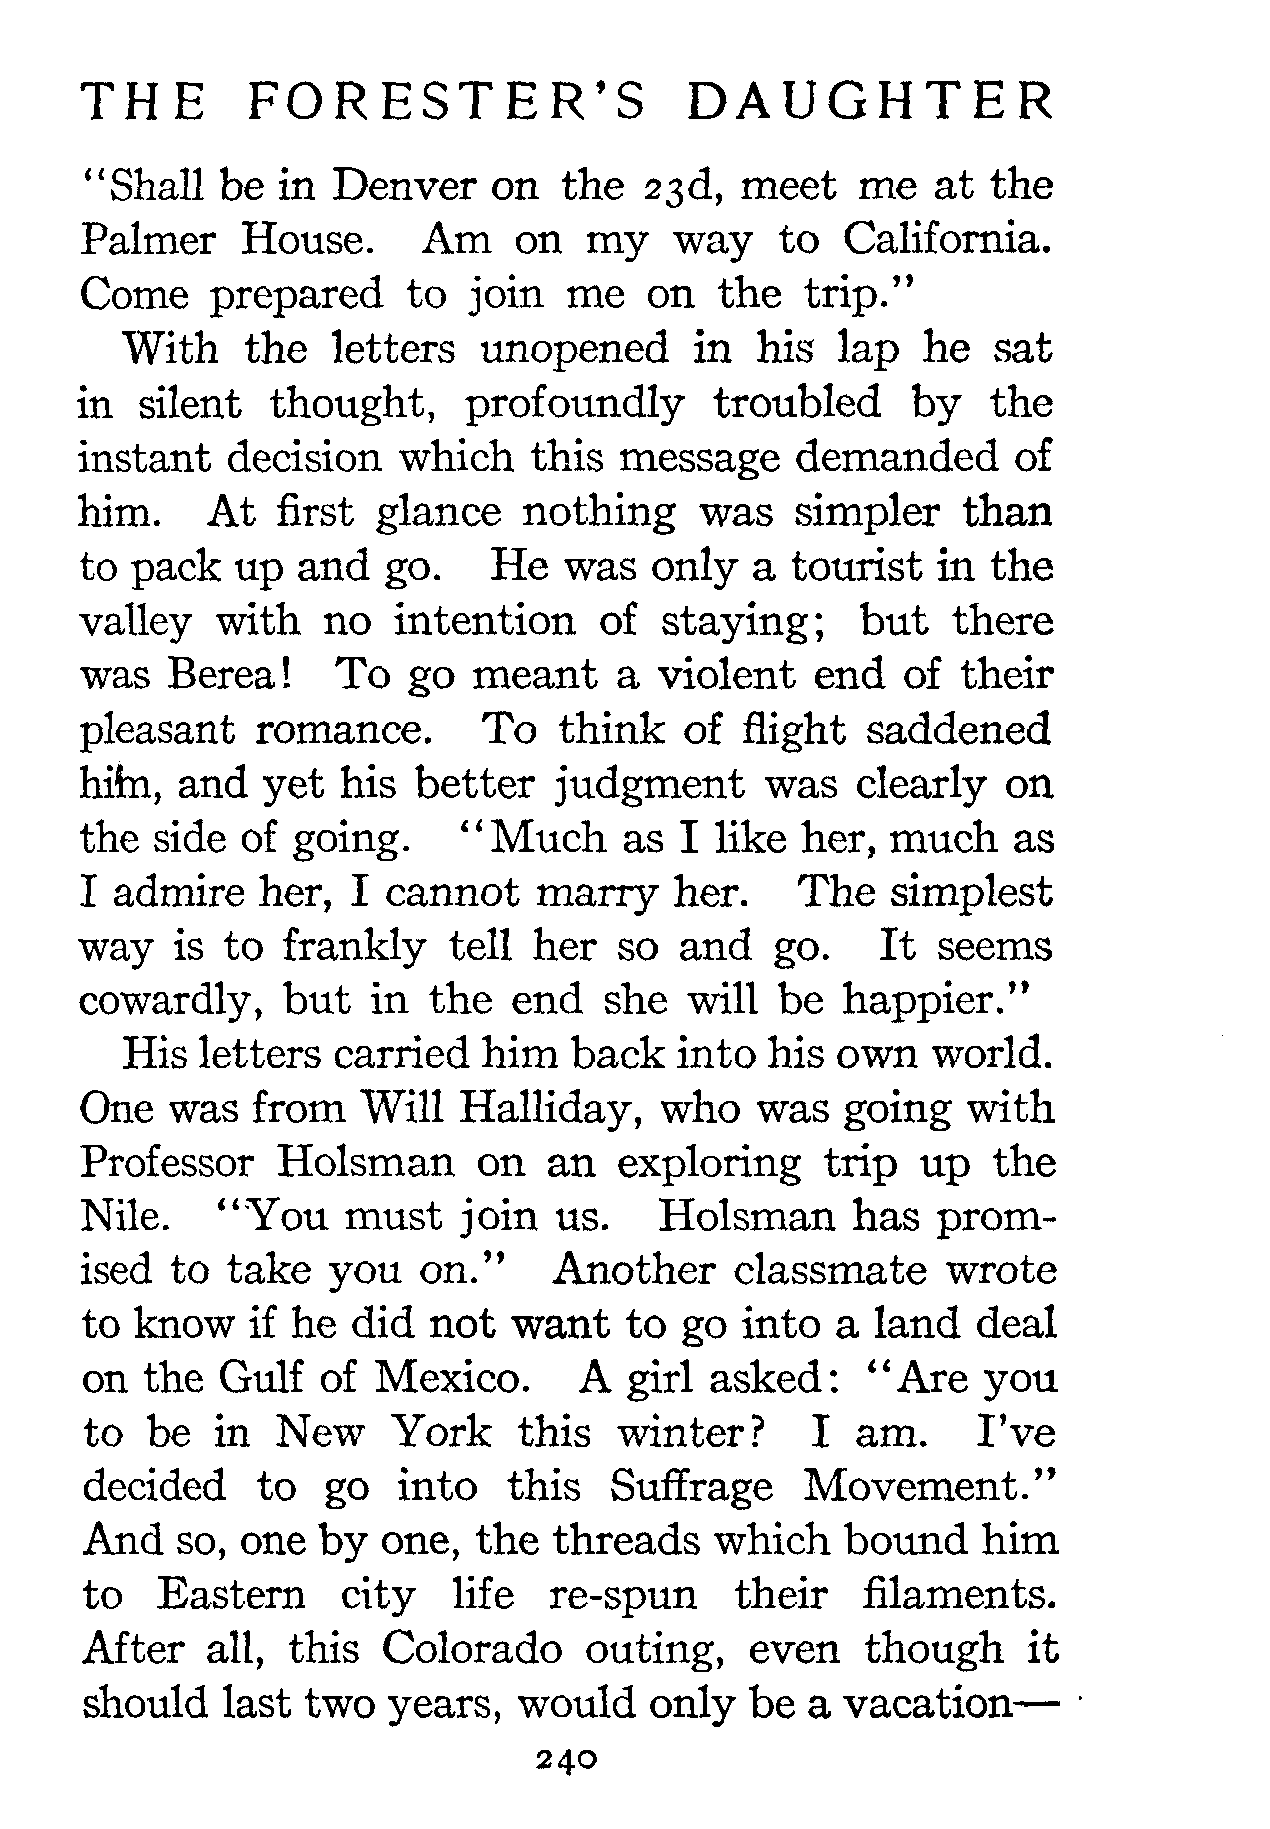 THE FORESTER'S DAUGHTER
“Shall be in Denver on the 23d, meet me at the
Palmer House. Am on my way to California.
Come prepared to join me on the trip.”
With the letters unopened in his lap he sat
in silent thought, profoundly troubled by the
instant decision which this message demanded of
him. At first glance nothing was simpler than
to pack up and go. He was only a tourist in the
valley with no intention of staying; but there
was Berea! To go meant a violent end of their
pleasant romance. To think of flight saddened
him, and yet his better judgment was clearly on
the side of going. “Much as I like her, much as
I admire her, I cannot marry her. The simplest
way is to frankly tell her so and go. It seems
cowardly, but in the end she will be happier.”
His letters carried him back into his own world.
One was from Will Halliday, who was going with
Professor Holsman on an exploring trip up the
Nile. “You must join us. Holsman has prom-
ised to take you on.” Another classmate wrote
to know if he did not want to go into a land deal
on the Gulf of Mexico. A girl asked: “Are you
to be in New York this winter? I am. I've
decided to go into this Suffrage Movement.”
And so, one by one, the threads which bound him
to Eastern city life re-spun their filaments.
After all, this Colorado outing, even though it
should last two years, would only be a vacation—
240